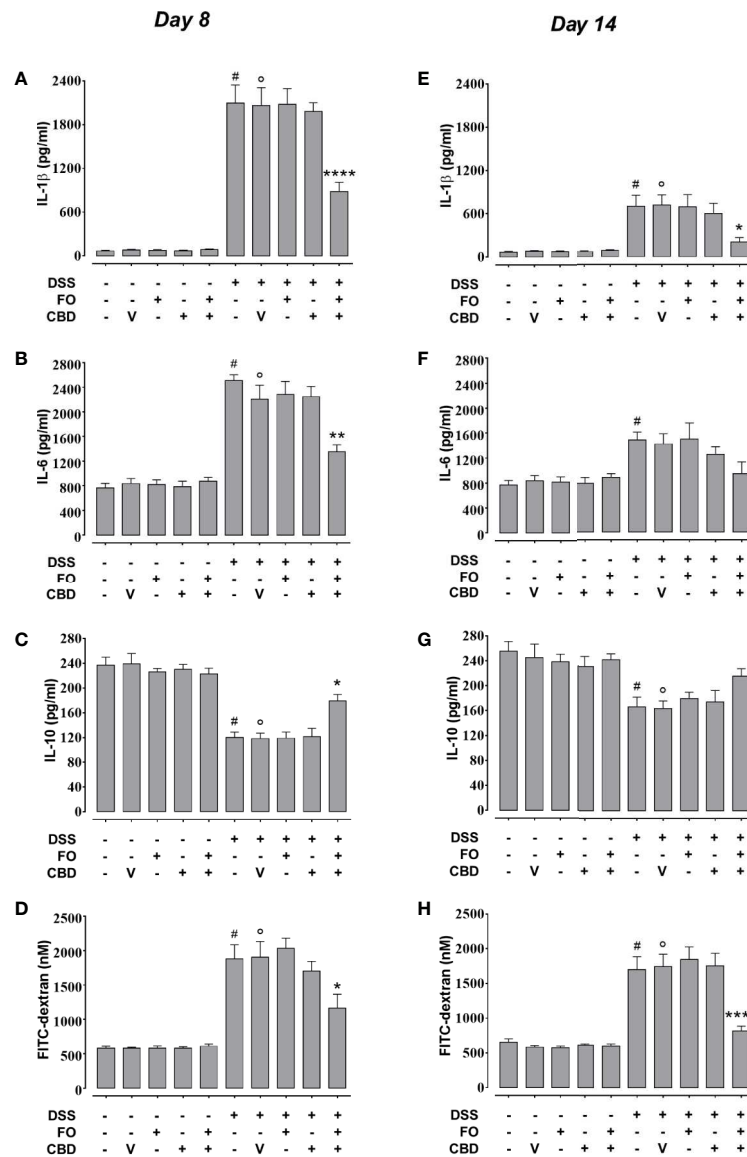 Day 8
Day 14
A
IL-1β (pg/ml)
2400
1800
1200
600
0
# °
****
DSS - - - - - + + + + +
FO - - + - + - - + - +
CBD - V - + + - V - + +
E
IL-1β (pg/ml)
2400
1800
1200
600
0
# °
*
DSS - - - - - + + + + +
FO - - + - + - - + - +
CBD - V - + + - V - + +
B
IL-6 (pg/ml)
2800
2400
2000
1600
1200
800
400
0
# °
**
DSS - - - - - + + + + +
FO - - + - + - - + - +
CBD - V - + + - V - + +
F
IL-6 (pg/ml)
2800
2400
2000
1600
1200
800
400
0
#
DSS - - - - - + + + + +
FO - - + - + - - + - +
CBD - V - + + - V - + +
C
IL-10 (pg/ml)
280
240
200
160
120
80
40
0
# °
*
DSS - - - - - + + + + +
FO - - + - + - - + - +
CBD - V - + + - V - + +
G
IL-10 (pg/ml)
280
240
200
160
120
80
40
0
# °
DSS - - - - - + + + + +
FO - - + - + - - + - +
CBD - V - + + - V - + +
D
FITC-dextran (nM)
2500
2000
1500
1000
500
0
# °
*
DSS - - - - - + + + + +
FO - - + - + - - + - +
CBD - V - + + - V - + +
H
FITC-dextran (nM)
2500
2000
1500
1000
500
0
# °
***
DSS - - - - - + + + + +
FO - - + - + - - + - +
CBD - V - + + - V - + +